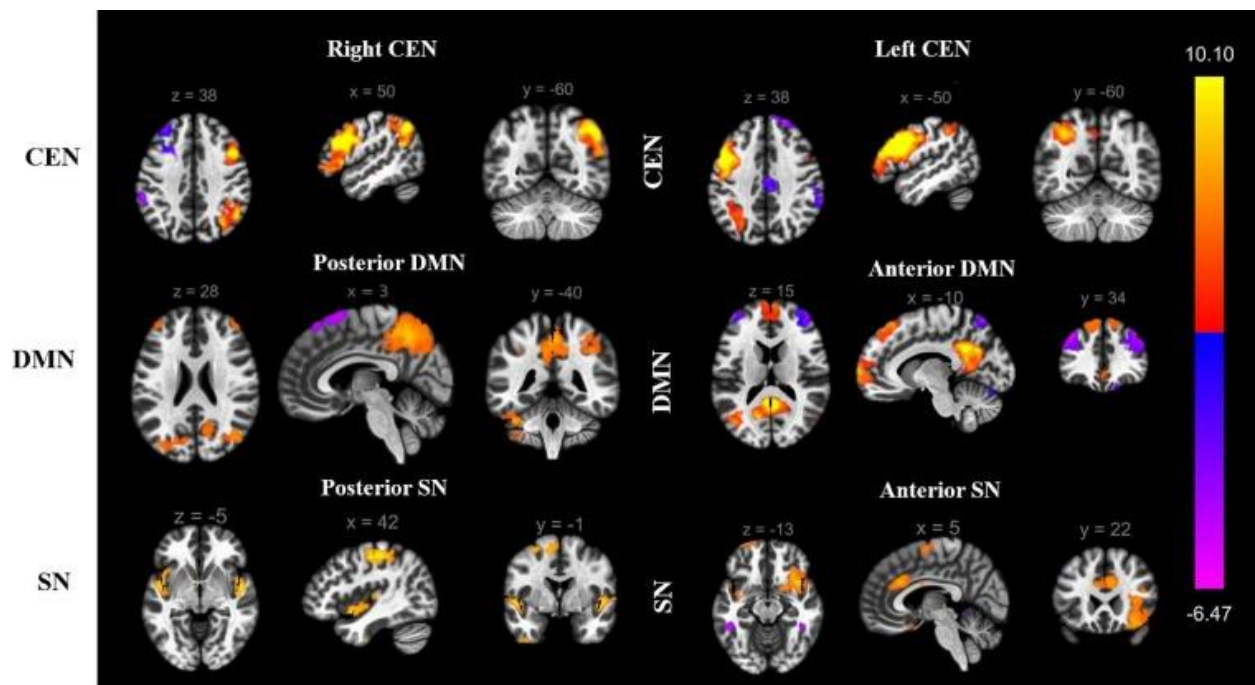 Right CEN
Left CEN
10.10
CEN
z = 38
x = 50
y = -60
CEN
z = 38
x = -50
y = -60
Posterior DMN
Anterior DMN
DMN
z = 28
x = 3
y = -40
DMN
z = 15
x = -10
y = 34
Posterior SN
Anterior SN
SN
z = -5
x = 42
y = -1
SN
z = -13
x = 5
y = 22
-6.47